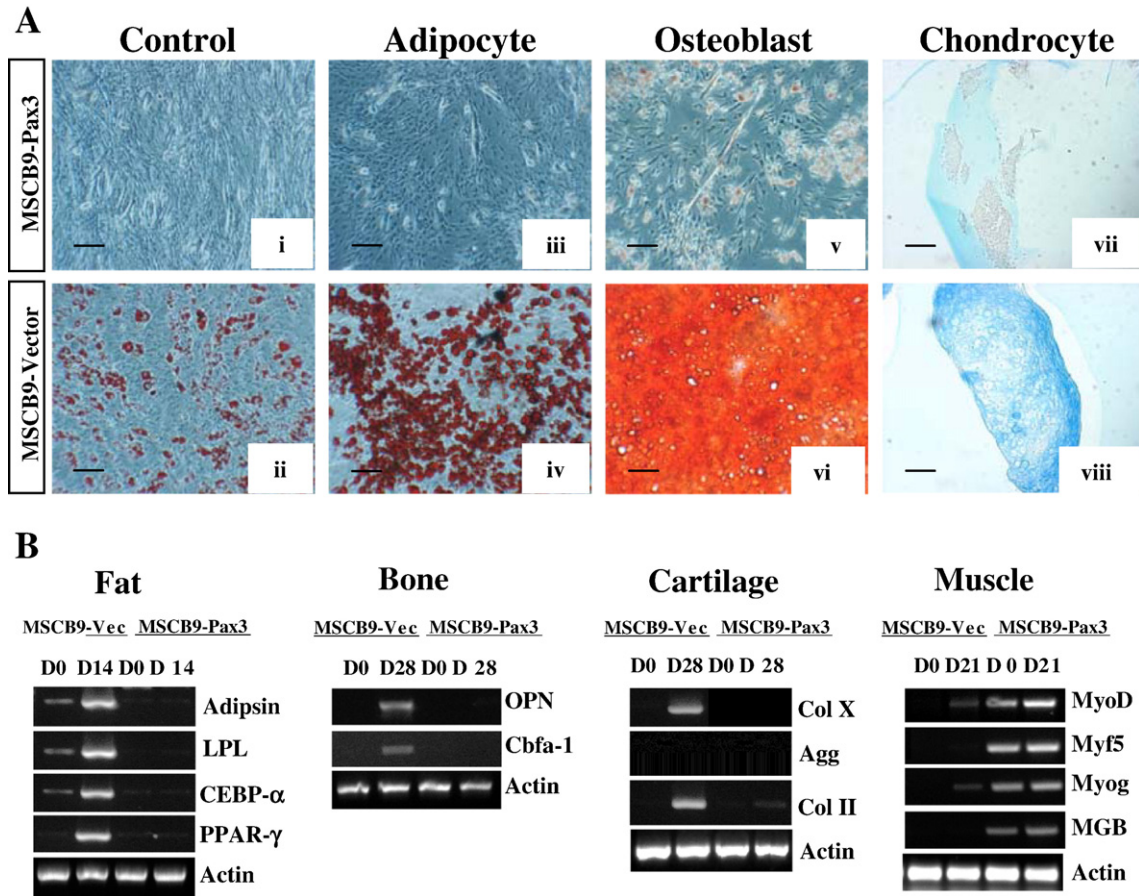 A
Control Adipocyte Osteoblast Chondrocyte
MSCB9-Pax3
i iii v vii
MSCB9-Vector
ii iv vi viii
B
Fat Bone Cartilage Muscle
MSCB9-Vec MSCB9-Pax3
D0 D14 D0 D 14
Adipsin
LPL
CEBP-α
PPAR-γ
Actin
MSCB9-Vec MSCB9-Pax3
D0 D28 D0 D 28
OPN
Cbfa-1
Actin
MSCB9-Vec MSCB9-Pax3
D0 D28 D0 D 28
Col X
Agg
Col II
Actin
MSCB9-Vec MSCB9-Pax3
D0 D21 D 0 D21
MyoD
Myf5
Myog
MGB
Actin